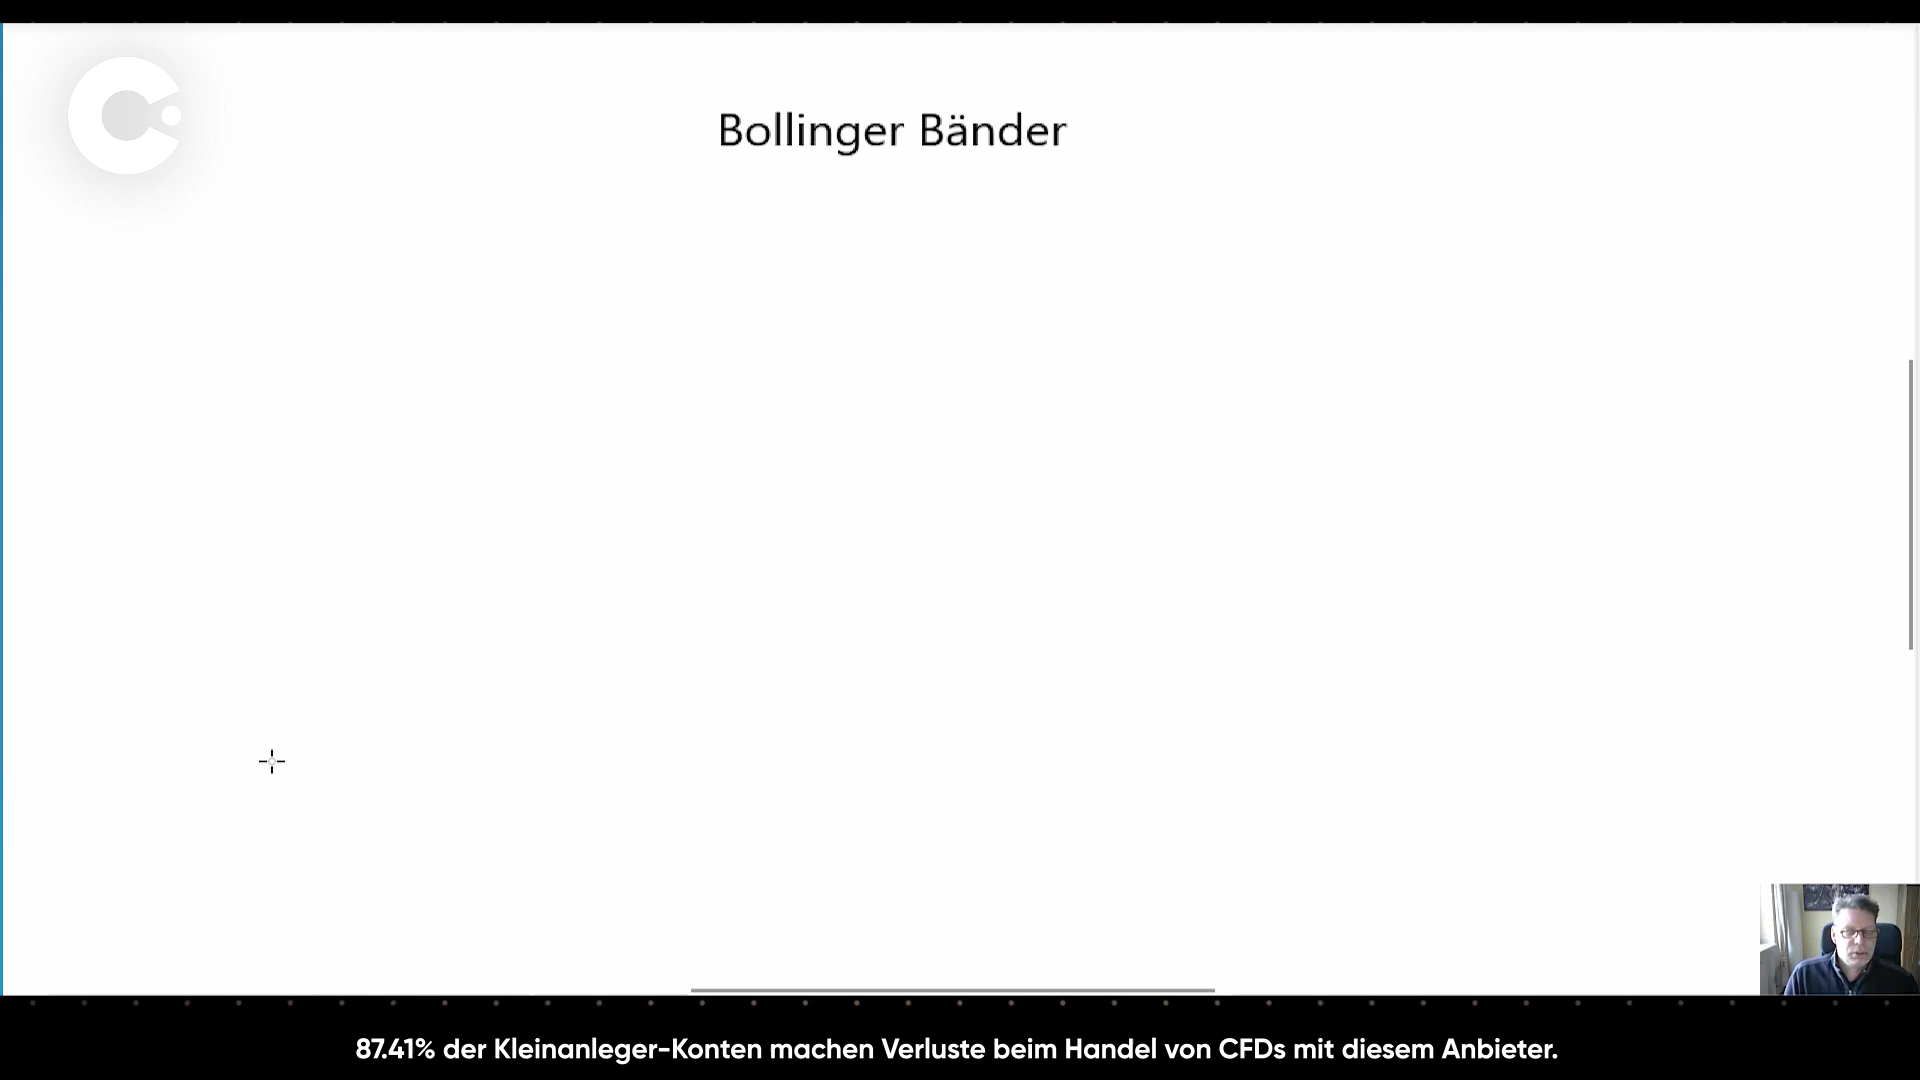 Bollinger Bänder
87.41% der Kleinanleger-Konten machen Verluste beim Handel von CFDs mit diesem Anbieter.